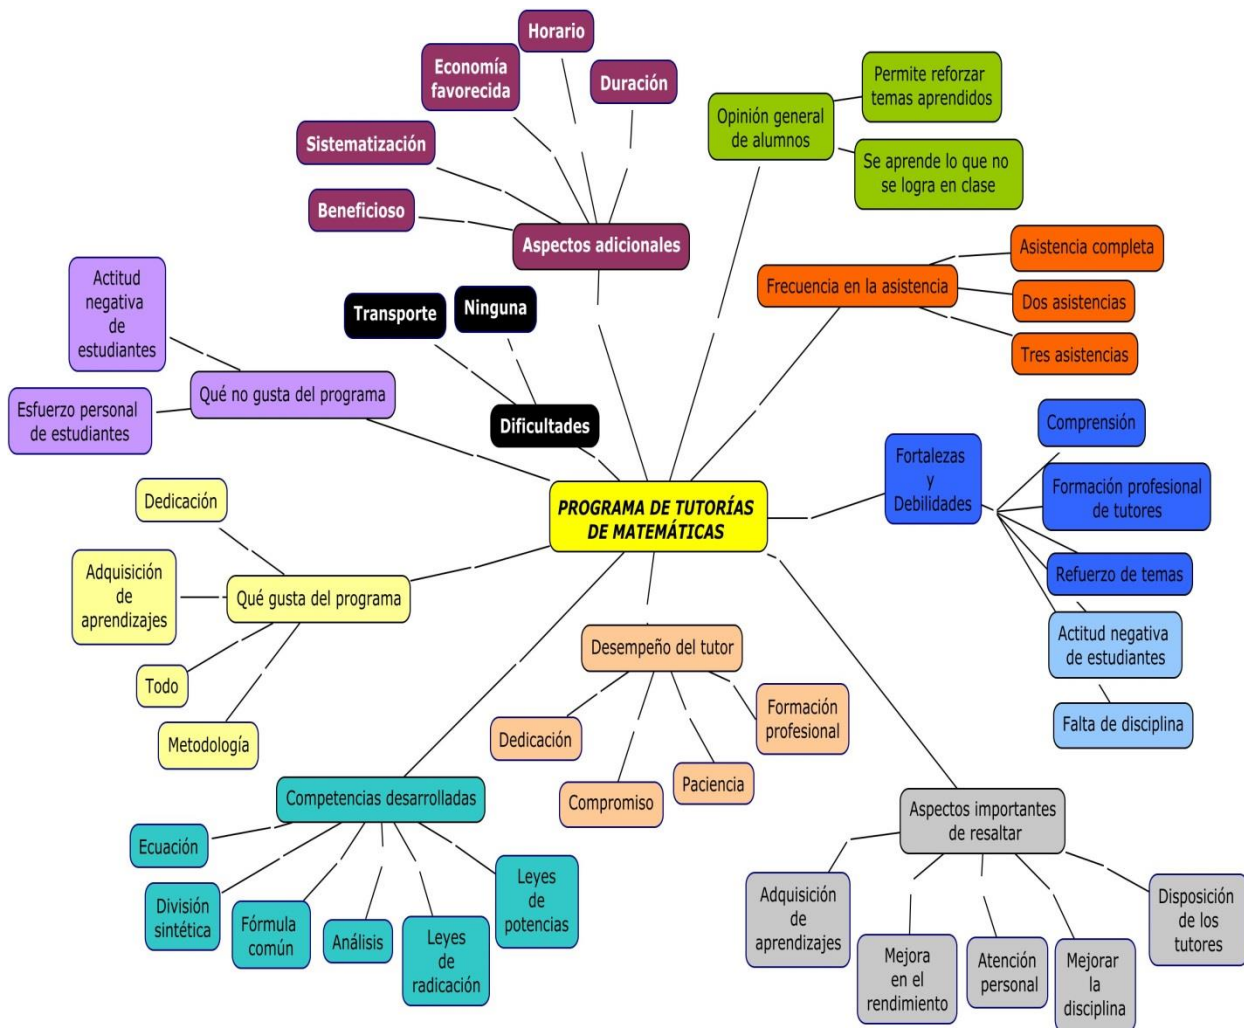 Horario
Economía
favorecida
Duración
Sistematización
Beneficioso
Aspectos adicionales
Opinión general
de alumnos
Permite reforzar
temas aprendidos
Se aprende lo que no
se logra en clase
Frecuencia en la asistencia
Asistencia completa
Dos asistencias
Tres asistencias
Actitud
negativa
de
estudiantes
Esfuerzo personal
de estudiantes
Qué no gusta del programa
Transporte
Ninguna
Dificultades
PROGRAMA DE TUTORÍAS
DE MATEMÁTICAS
Fortalezas
y
Debilidades
Comprensión
Formación profesional
de tutores
Refuerzo de temas
Actitud negativa
de estudiantes
Falta de disciplina
Dedicación
Adquisición
de
aprendizajes
Todo
Metodología
Qué gusta del programa
Desempeño del tutor
Dedicación
Compromiso
Paciencia
Formación
profesional
Competencias desarrolladas
Ecuación
División
sintética
Fórmula
común
Análisis
Leyes
de
radicación
Leyes
de
potencias
Aspectos importantes
de resaltar
Adquisición
de
aprendizajes
Mejora
en el
rendimiento
Atención
personal
Mejorar
la
disciplina
Disposición
de los
tutores